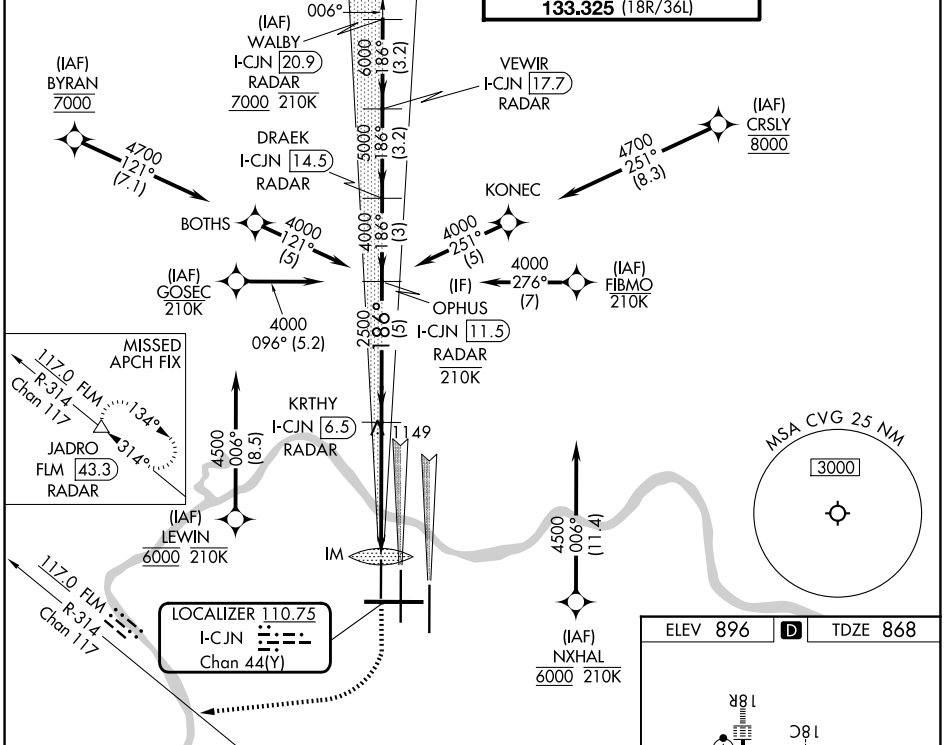 006°
133.325 (18R/36L)
(IAF)
WALBY
I-CJN 20.9
RADAR
7000 210K
6000
186°
(3.2)
(IAF)
BYRAN
7000
VEWIR
I-CJN 17.7
RADAR
(IAF)
CRSLY
8000
4700
121°
(7.1)
DRAEK
I-CJN 14.5
RADAR
5000
186°
(3.2)
4700
251°
(8.3)
KONEC
BOTHS
4000
121°
(5)
4000
186°
(3)
4000
251°
(5)
(IAF)
GOSEC
210K
4000
096° (5.2)
(IF)
OPHUS
I-CJN 11.5
RADAR
210K
4000
276°
(7)
(IAF)
FIBMO
210K
2500
186°
(5)
MISSED
APCH FIX
117.0 FLM
R-314
Chan 117
134°
314°
JADRO
FLM 43.3
RADAR
4500
006°
(8.5)
KRTHY
I-CJN 6.5
RADAR
1149
MSA CVG 25 NM
3000
(IAF)
LEWIN
6000 210K
4500
006°
(11.4)
IM
117.0 FLM
R-314
Chan 117
LOCALIZER 110.75
I-CJN
Chan 44(Y)
(IAF)
NXHAL
6000 210K
ELEV 896 D TDZE 868
18R
18C